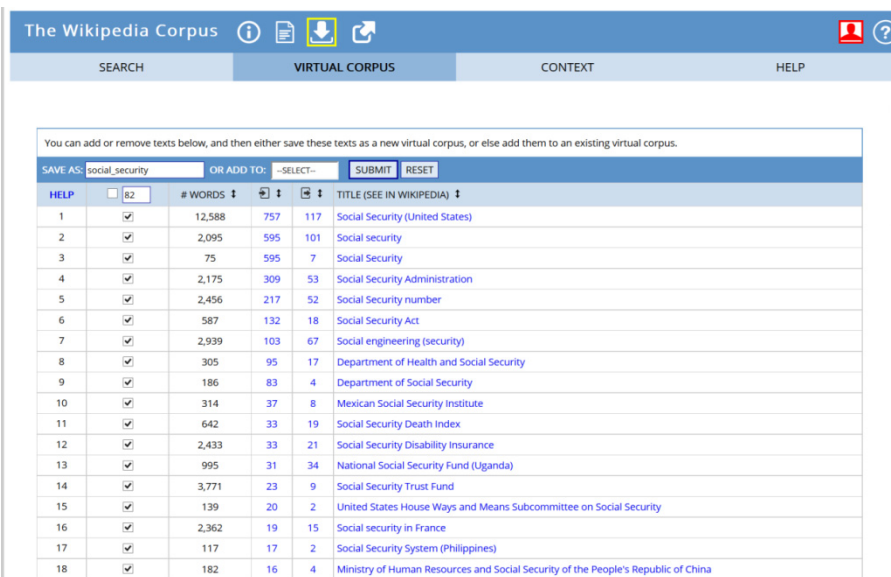 The Wikipedia Corpus
SEARCH VIRTUAL CORPUS CONTEXT HELP
You can add or remove texts below, and then either save these texts as a new virtual corpus, or else add them to an existing virtual corpus.
SAVE AS: social_security OR ADD TO: --SELECT-- SUBMIT RESET
HELP 82 # WORDS TITLE (SEE IN WIKIPEDIA)
1 12,588 757 117 Social Security (United States)
2 2,095 595 101 Social security
3 75 595 7 Social Security
4 2,175 309 53 Social Security Administration
5 2,456 217 52 Social Security number
6 587 132 18 Social Security Act
7 2,939 103 67 Social engineering (security)
8 305 95 17 Department of Health and Social Security
9 186 83 4 Department of Social Security
10 314 37 8 Mexican Social Security Institute
11 642 33 19 Social Security Death Index
12 2,433 33 21 Social Security Disability Insurance
13 995 31 34 National Social Security Fund (Uganda)
14 3,771 23 9 Social Security Trust Fund
15 139 20 2 United States House Ways and Means Subcommittee on Social Security
16 2,362 19 15 Social security in France
17 117 17 2 Social Security System (Philippines)
18 182 16 4 Ministry of Human Resources and Social Security of the People's Republic of China